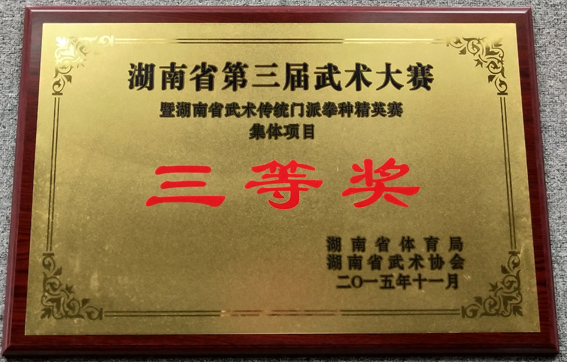 湖南省第三届武术大赛
暨湖南省武术传统门派拳种精英赛
集体项目
三等奖
湖南省体育局
湖南省武术协会
二〇一五年十一月